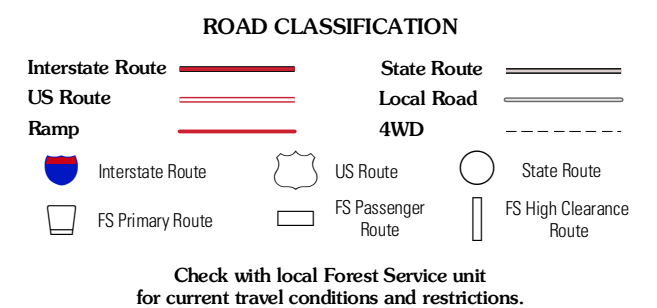 ROAD CLASSIFICATION
Interstate Route
State Route
US Route
Local Road
Ramp
4WD
Interstate Route
US Route
State Route
FS Primary Route
FS Passenger
Route
FS High Clearance
Route
Check with local Forest Service unit
for current travel conditions and restrictions.